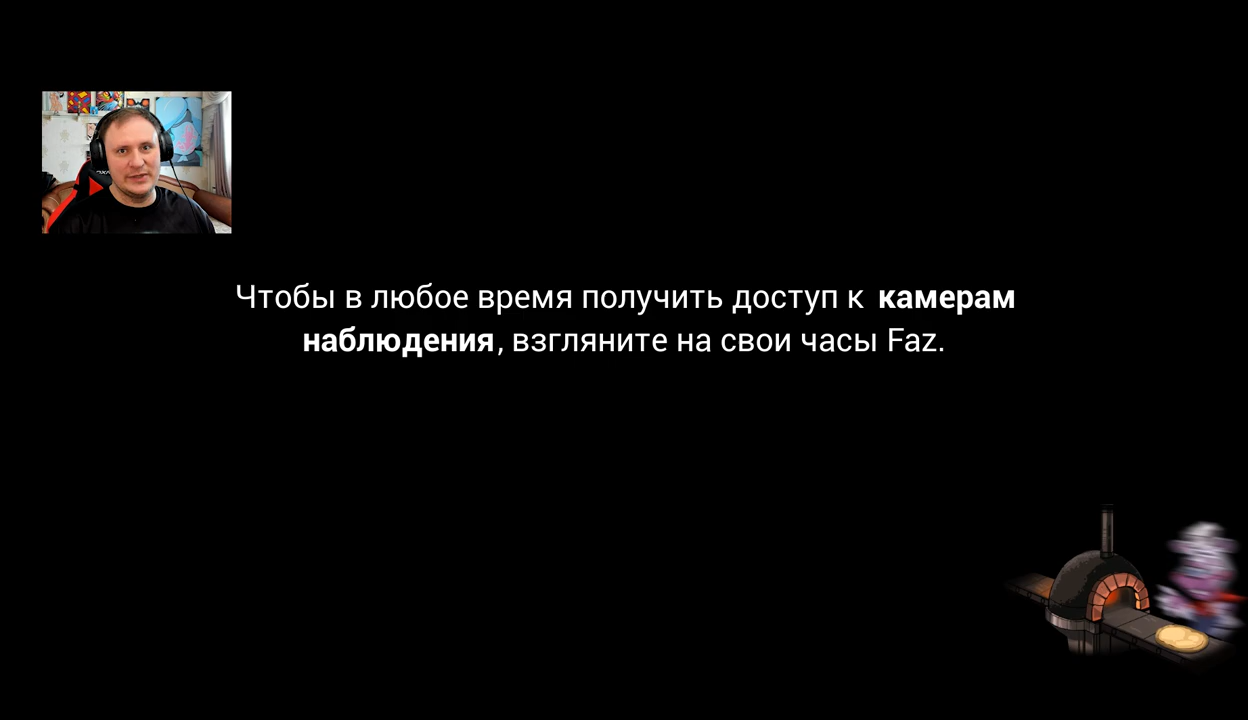 Чтобы в любое время получить доступ к камерам
наблюдения, взгляните на свои часы Faz.